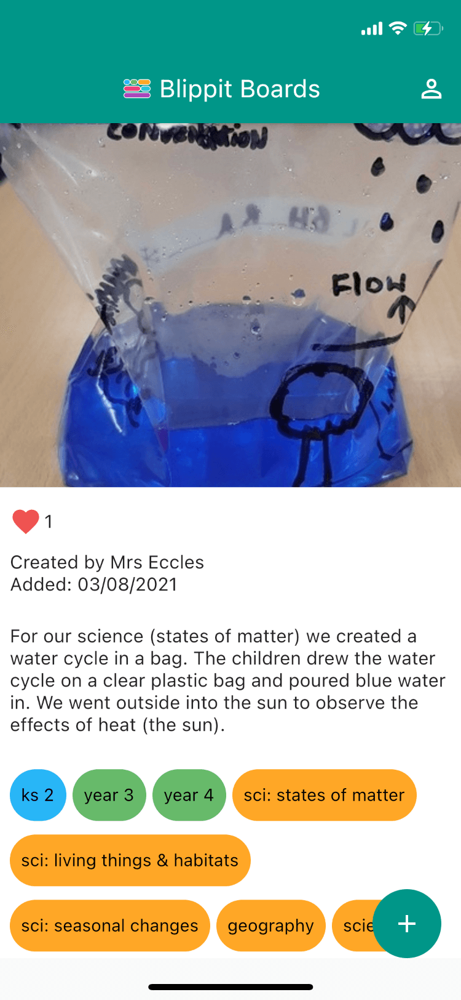 Blippit Boards
CONVENSATION
Flow
1
Created by Mrs Eccles
Added: 03/08/2021
For our science (states of matter) we created a
water cycle in a bag. The children drew the water
cycle on a clear plastic bag and poured blue water
in. We went outside into the sun to observe the
effects of heat (the sun).
ks 2
year 3
year 4
sci: states of matter
sci: living things & habitats
sci: seasonal changes
geography
scie
+